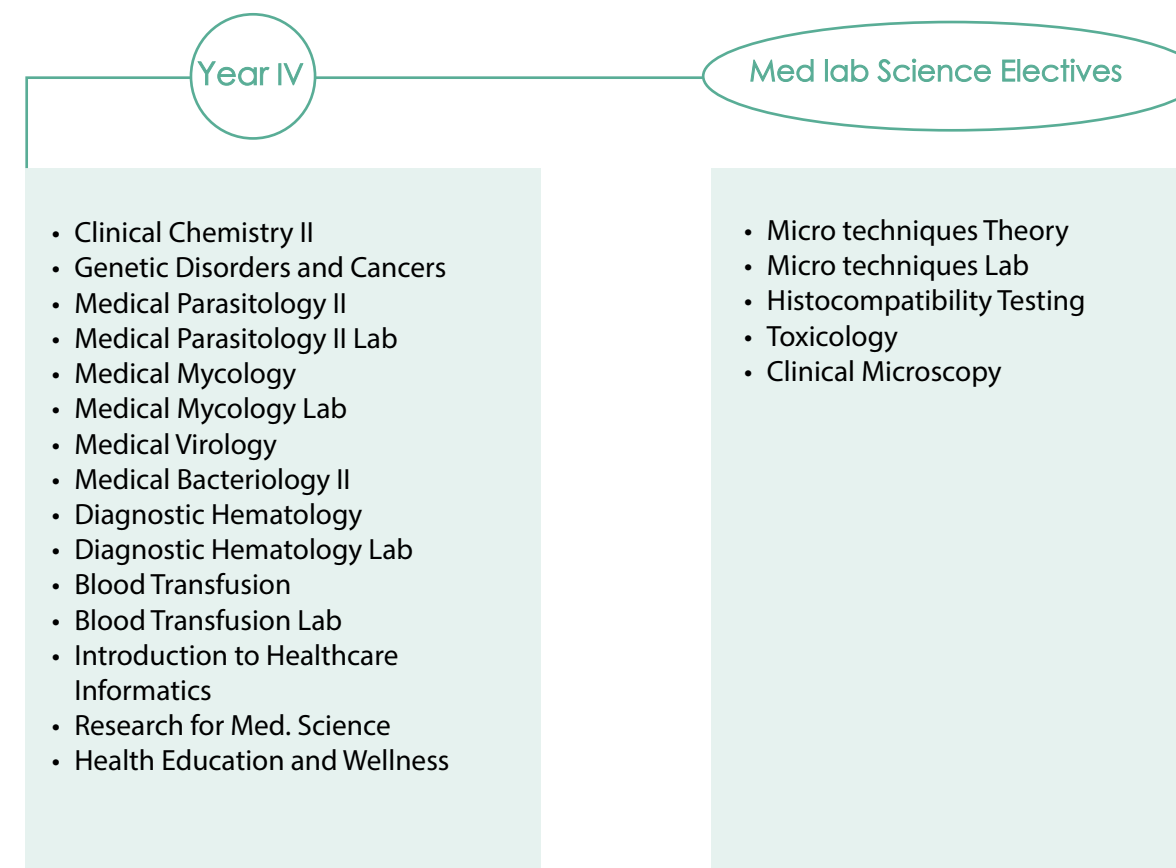 Year IV
• Clinical Chemistry II
• Genetic Disorders and Cancers
• Medical Parasitology II
• Medical Parasitology II Lab
• Medical Mycology
• Medical Mycology Lab
• Medical Virology
• Medical Bacteriology II
• Diagnostic Hematology
• Diagnostic Hematology Lab
• Blood Transfusion
• Blood Transfusion Lab
• Introduction to Healthcare
Informatics
• Research for Med. Science
• Health Education and Wellness
Med lab Science Electives
• Micro techniques Theory
• Micro techniques Lab
• Histocompatibility Testing
• Toxicology
• Clinical Microscopy